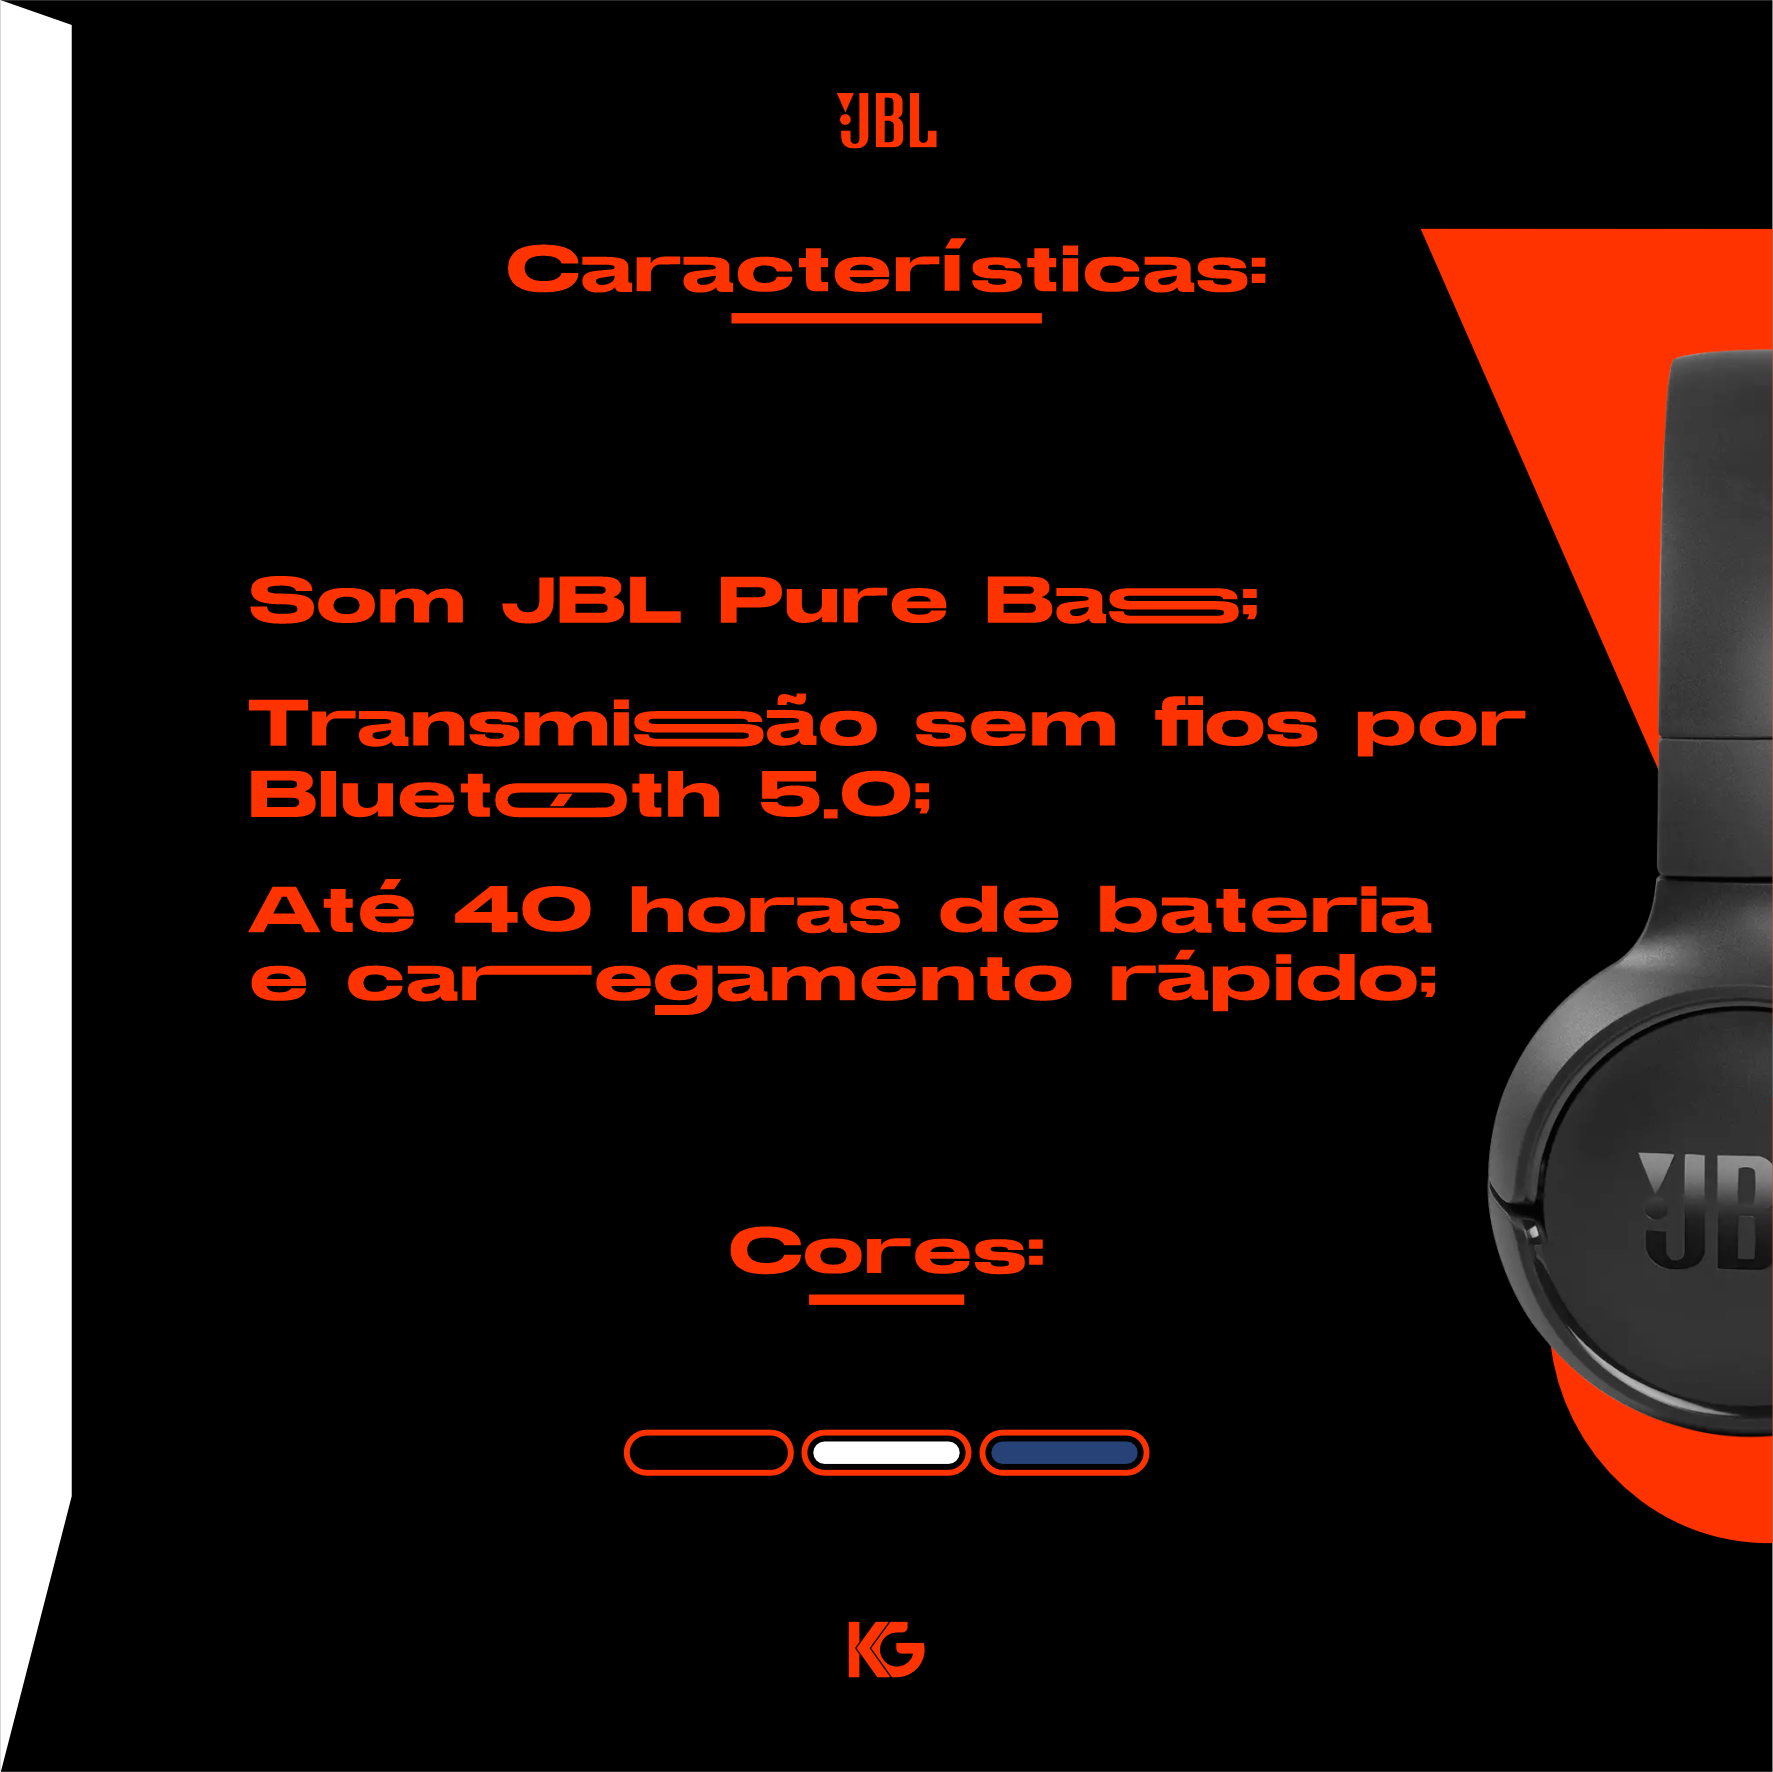 JBL
Características:
Som JBL Pure Bass;
Transmissão sem fios por
Bluetooth 5.0;
Até 40 horas de bateria
e carregamento rápido;
JB
Cores:
KG